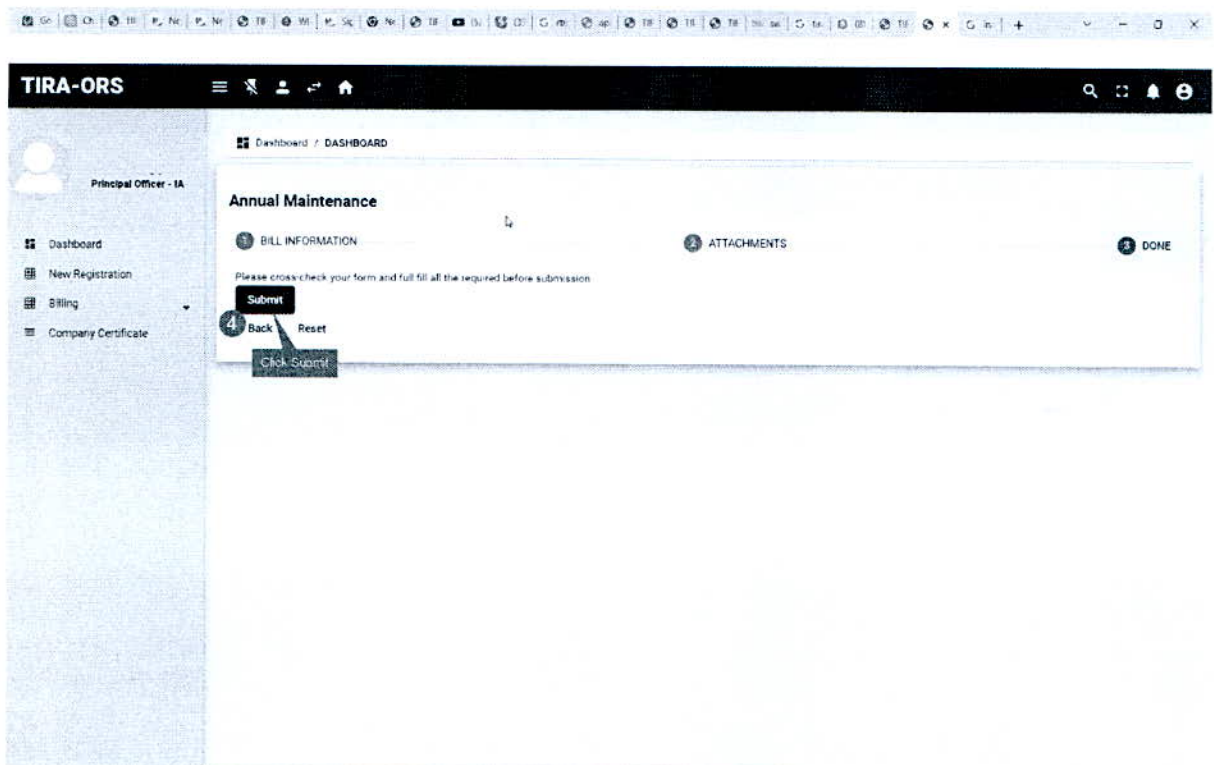 TIRA-ORS
Dashboard / DASHBOARD
Principal Officer - IA
Annual Maintenance
1 BILL INFORMATION
2 ATTACHMENTS
3 DONE
Dashboard
New Registration
Billing
Company Certificate
Please cross-check your form and full fill all the required before submission
Submit
4
Back Reset
Click Submit